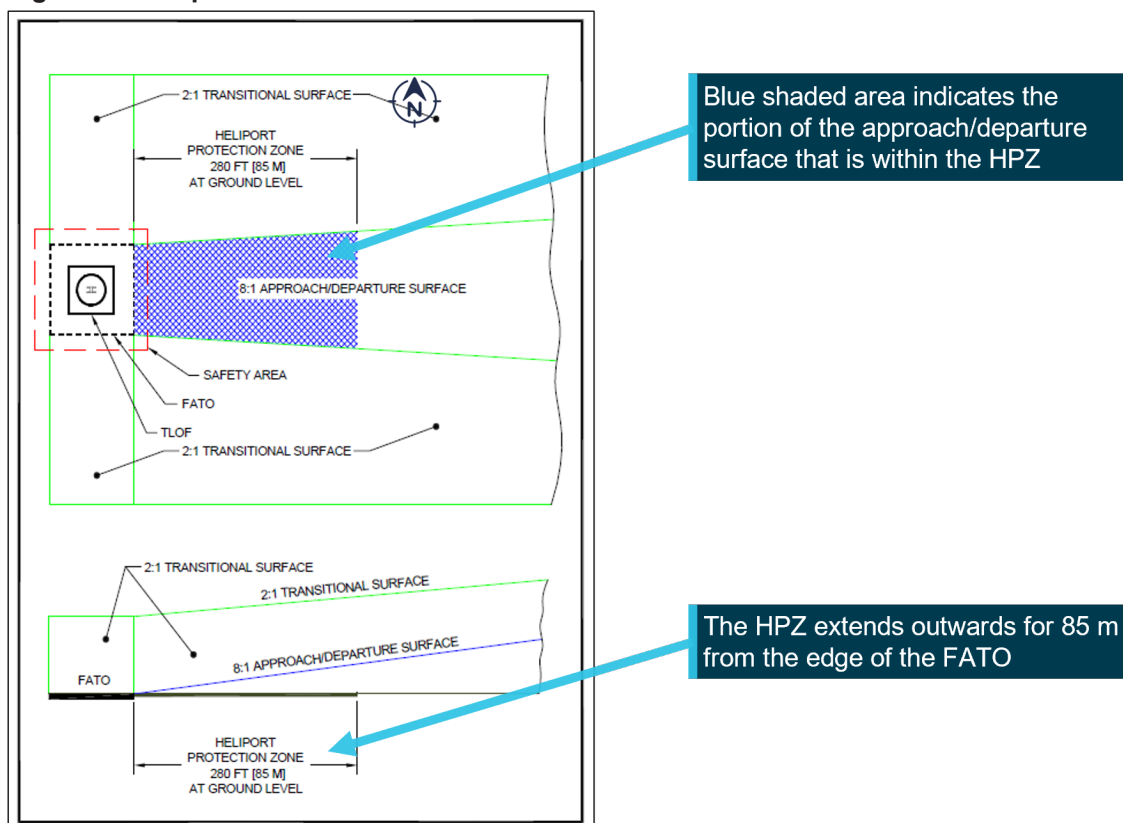 2:1 TRANSITIONAL SURFACE
N
HELIPORT
PROTECTION ZONE
280 FT [85 M]
AT GROUND LEVEL
Blue shaded area indicates the
portion of the approach/departure
surface that is within the HPZ
H
8:1 APPROACH/DEPARTURE SURFACE
SAFETY AREA
FATO
TLOF
2:1 TRANSITIONAL SURFACE
2:1 TRANSITIONAL SURFACE
2:1 TRANSITIONAL SURFACE
8:1 APPROACH/DEPARTURE SURFACE
FATO
The HPZ extends outwards for 85 m
from the edge of the FATO
HELIPORT
PROTECTION ZONE
280 FT [85 M]
AT GROUND LEVEL